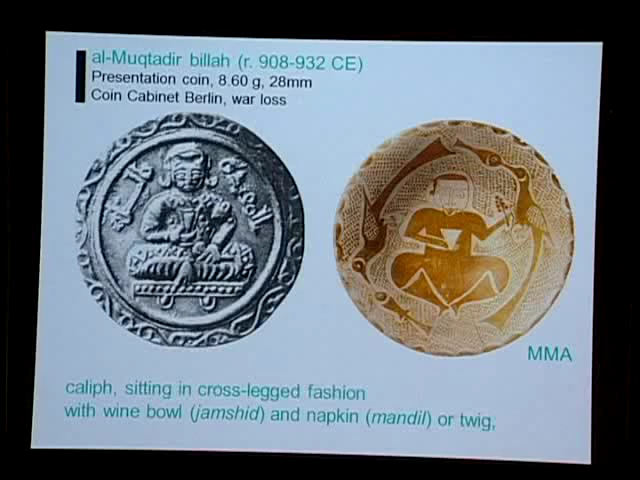 al-Muqtadir billah (r. 908-932 CE)
Presentation coin, 8.60 g, 28mm
Coin Cabinet Berlin, war loss
MMA
caliph, sitting in cross-legged fashion
with wine bowl (jamshid) and napkin (mandil) or twig,